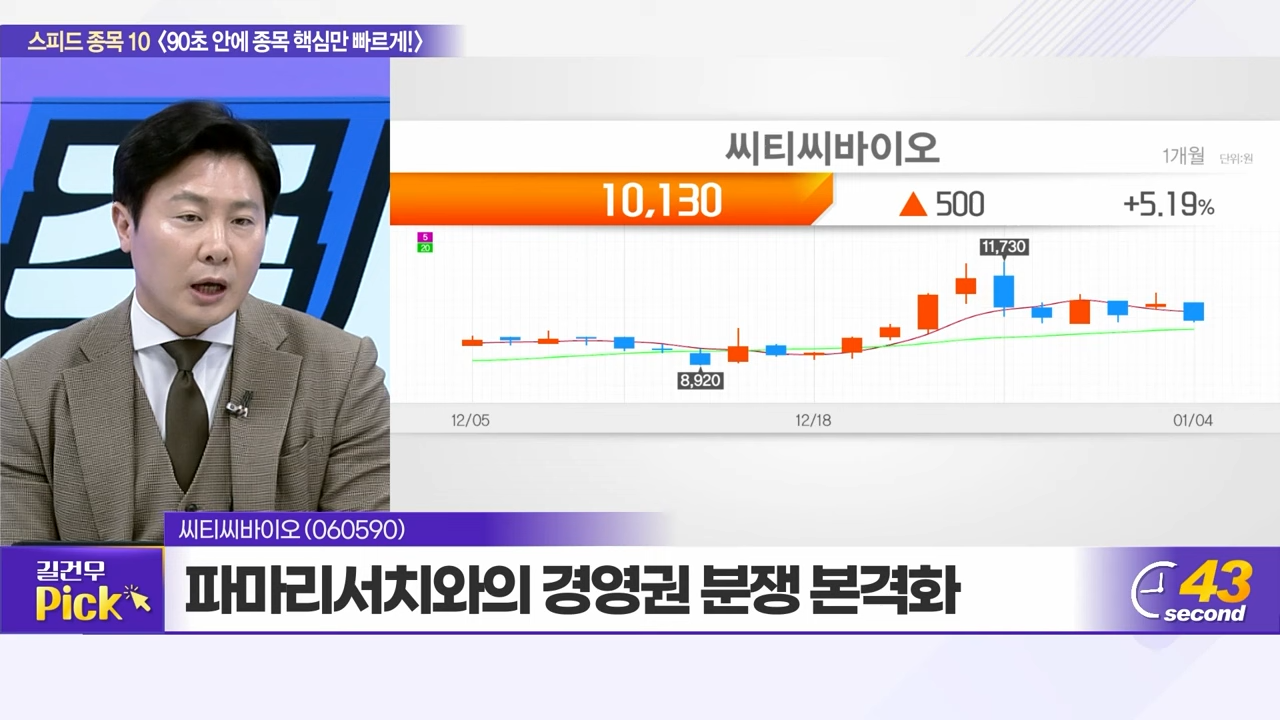 스피드 종목 10 〈90초 안에 종목 핵심만 빠르게!〉
씨티씨바이오
1개월 단위:원
10,130 ▲ 500 +5.19%
5
20
11,730
8,920
12/05 12/18 01/04
씨티씨바이오 (060590)
길건무
Pick
파마리서치와의 경영권 분쟁 본격화
43
second